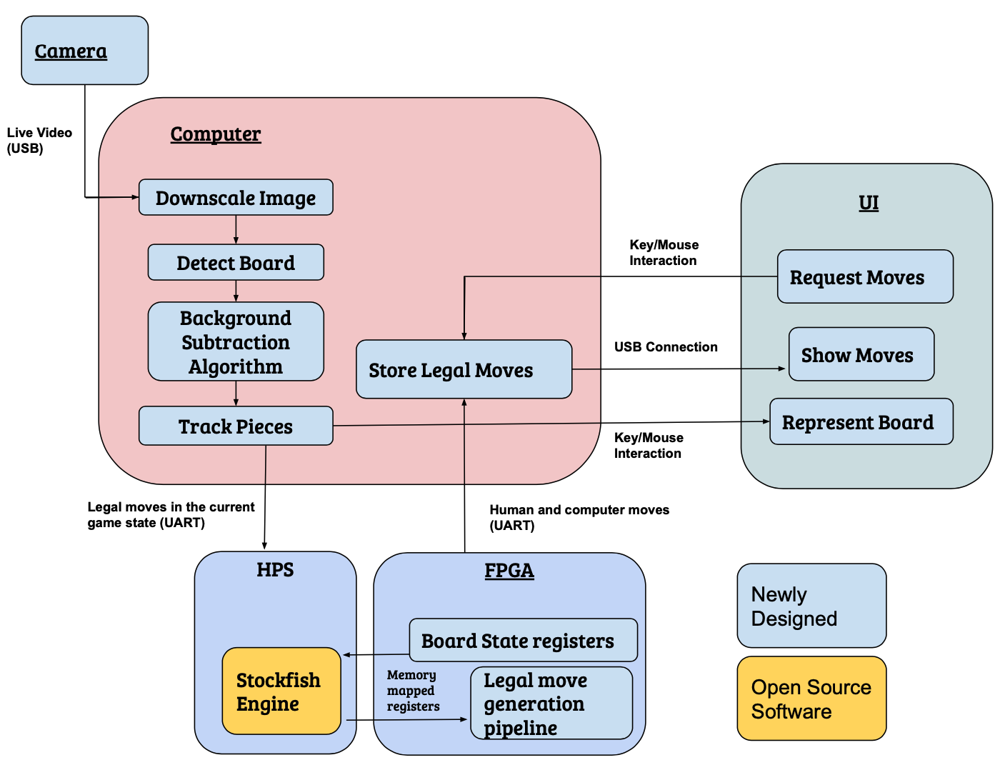 Camera
Live Video
(USB)
Computer
Downscale Image
Detect Board
Background
Subtraction
Algorithm
Track Pieces
Store Legal Moves
Key/Mouse
Interaction
USB Connection
Key/Mouse
Interaction
UI
Request Moves
Show Moves
Represent Board
Legal moves in the current
game state (UART)
Human and computer moves
(UART)
HPS
Stockfish
Engine
FPGA
Board State registers
Memory
mapped
registers
Legal move
generation
pipeline
Newly
Designed
Open Source
Software